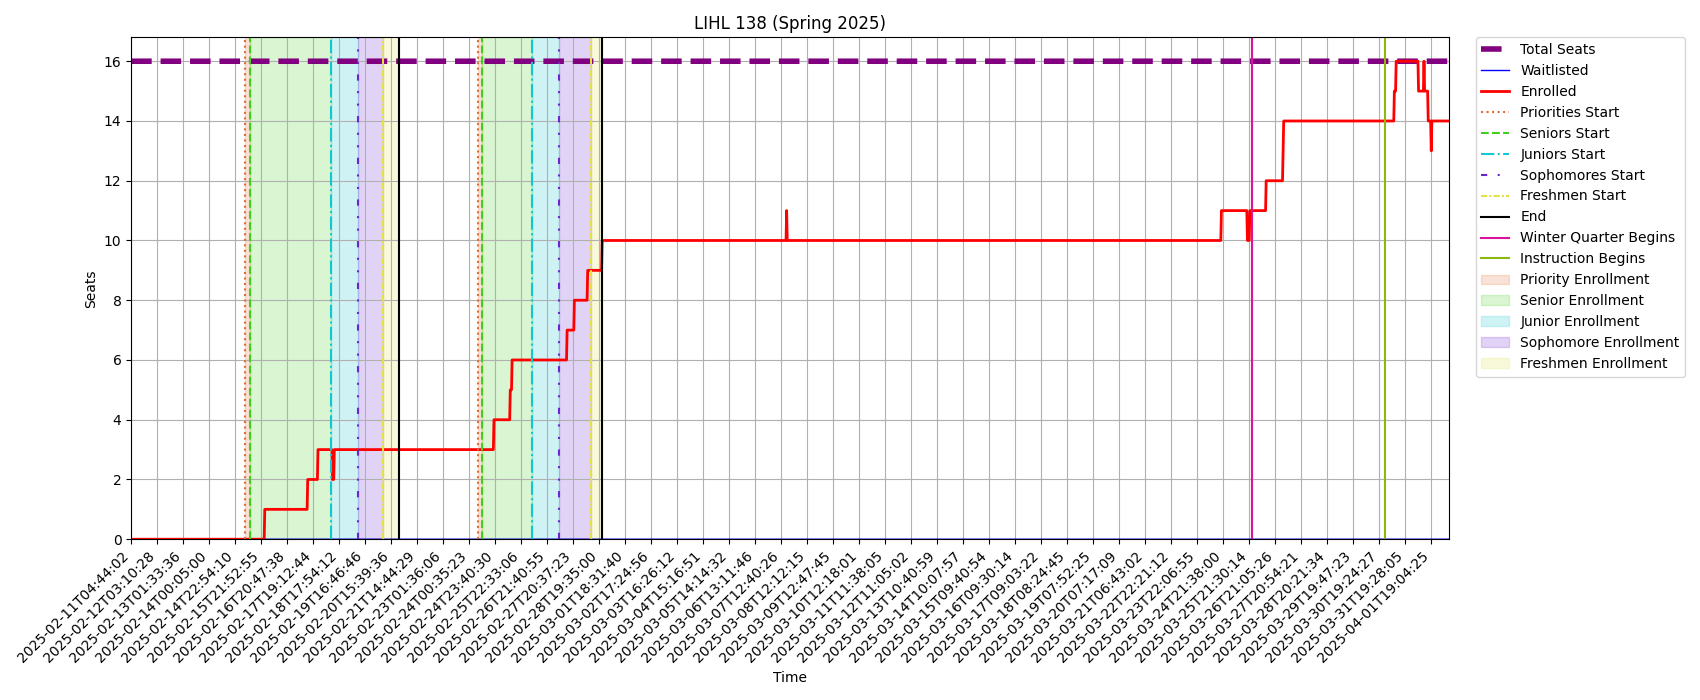 LIHL 138 (Spring 2025)
Seats
16
14
12
10
8
6
4
2
0
2025-02-11T04:44:02
2025-02-12T03:10:28
2025-02-13T01:33:36
2025-02-14T00:05:00
2025-02-14T22:54:10
2025-02-15T21:52:55
2025-02-16T20:47:38
2025-02-17T19:12:44
2025-02-18T17:54:12
2025-02-19T16:46:46
2025-02-20T15:39:36
2025-02-21T14:44:29
2025-02-23T01:36:06
2025-02-24T00:35:23
2025-02-24T23:40:30
2025-02-25T22:33:06
2025-02-26T21:40:55
2025-02-27T20:37:23
2025-02-28T19:35:00
2025-03-01T18:31:40
2025-03-02T17:24:56
2025-03-03T16:26:12
2025-03-04T15:16:51
2025-03-05T14:14:32
2025-03-06T13:11:46
2025-03-07T12:40:26
2025-03-08T12:12:15
2025-03-09T12:47:45
2025-03-10T12:18:01
2025-03-11T11:38:05
2025-03-12T11:05:02
2025-03-13T10:40:59
2025-03-14T10:07:57
2025-03-15T09:40:54
2025-03-16T09:30:14
2025-03-17T09:03:22
2025-03-18T08:24:45
2025-03-19T07:52:25
2025-03-20T07:17:09
2025-03-21T06:43:02
2025-03-22T22:21:12
2025-03-23T22:06:55
2025-03-24T21:38:00
2025-03-25T21:30:14
2025-03-26T21:05:26
2025-03-27T20:54:21
2025-03-28T20:21:34
2025-03-29T19:47:23
2025-03-30T19:24:27
2025-03-31T19:28:05
2025-04-01T19:04:25
Time
Total Seats
Waitlisted
Enrolled
Priorities Start
Seniors Start
Juniors Start
Sophomores Start
Freshmen Start
End
Winter Quarter Begins
Instruction Begins
Priority Enrollment
Senior Enrollment
Junior Enrollment
Sophomore Enrollment
Freshmen Enrollment